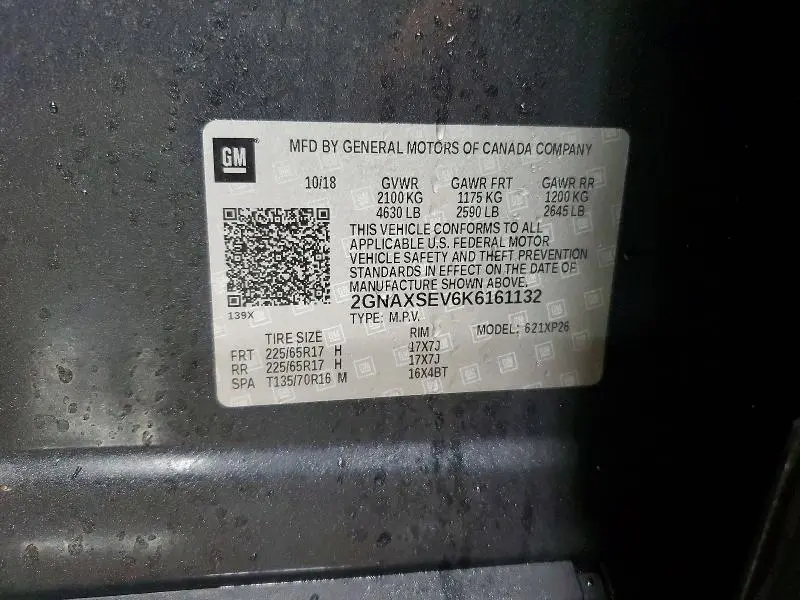 GM
MFD BY GENERAL MOTORS OF CANADA COMPANY
10/18 GVWR GAWR FRT GAWR RR
2100 KG 1175 KG 1200 KG
4630 LB 2590 LB 2645 LB
THIS VEHICLE CONFORMS TO ALL
APPLICABLE U.S. FEDERAL MOTOR
VEHICLE SAFETY AND THEFT PREVENTION
STANDARDS IN EFFECT ON THE DATE OF
MANUFACTURE SHOWN ABOVE.
2GNAXSEV6K6161132
139X
TYPE: M.P.V. MODEL: 621XP26
TIRE SIZE RIM
FRT 225/65R17 H 17X7J
RR 225/65R17 H 17X7J
SPA T135/70R16 M 16X4BT